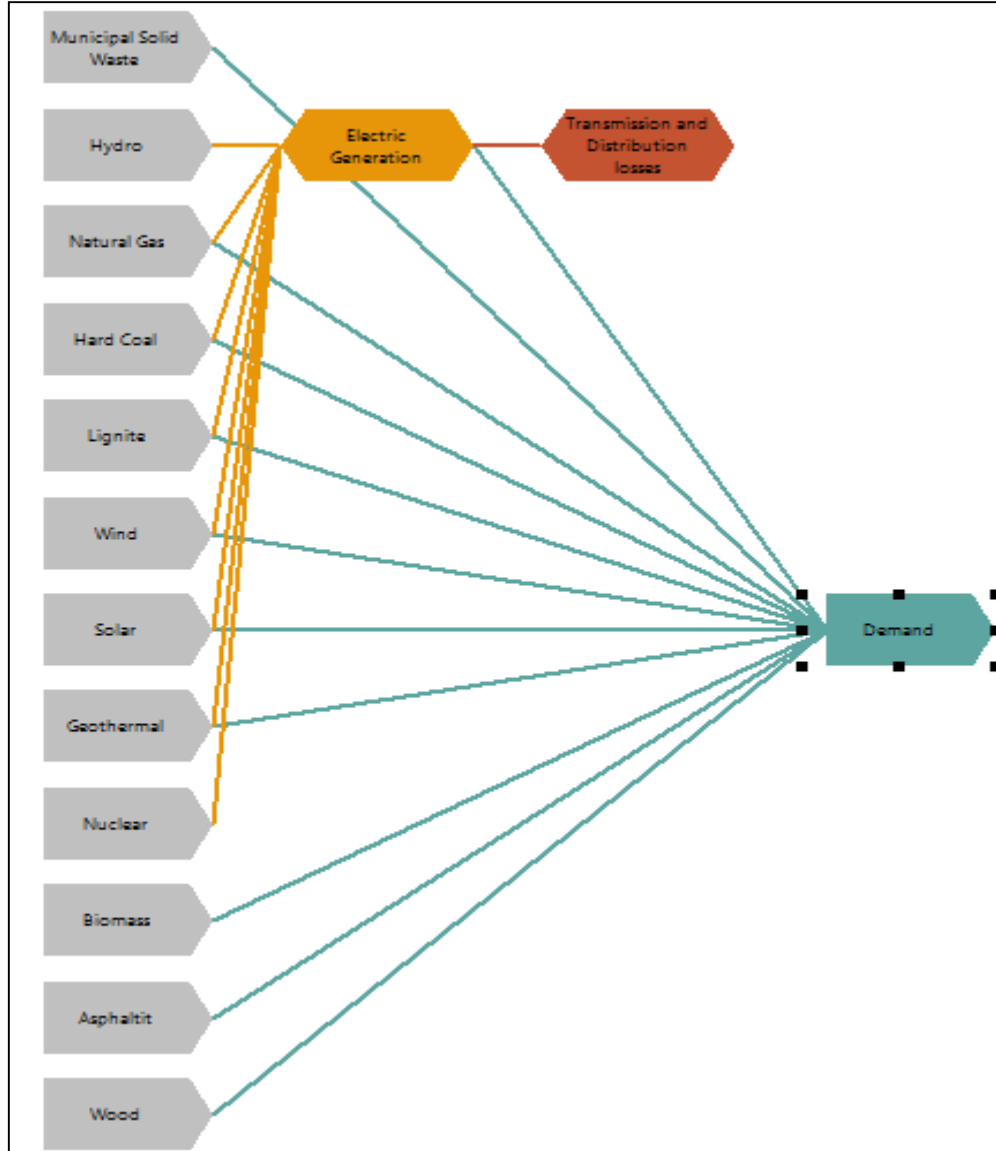 Municipal Solid
Waste
Hydro
Electric
Generation
Transmission and
Distribution
losses
Natural Gas
Hard Coal
Lignite
Wind
Solar
Demand
Geothermal
Nuclear
Biomass
Asphaltit
Wood